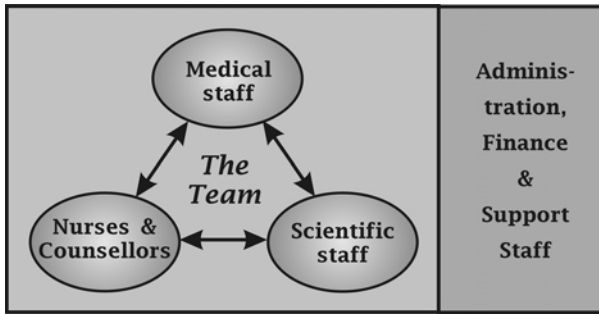 Medical
staff
The
Team
Nurses &
Counsellors
Scientific
staff
Adminis-
tration,
Finance
&
Support
Staff